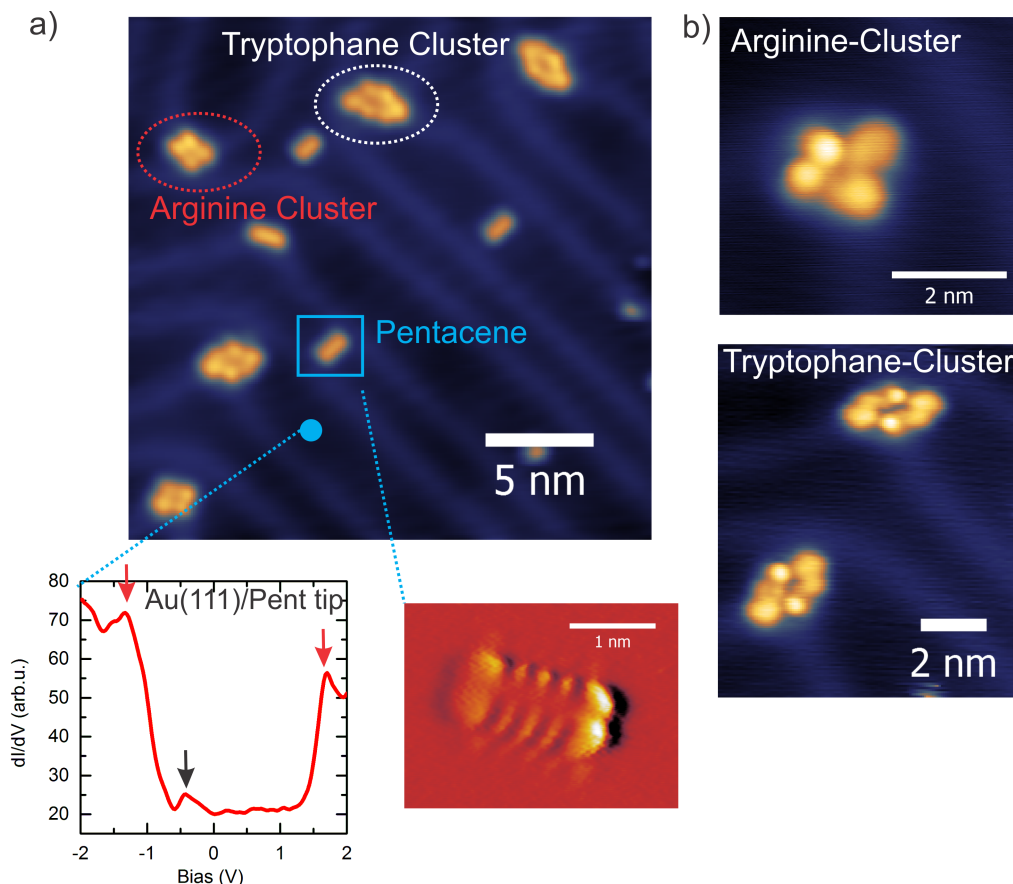 a)
Tryptophane Cluster
Arginine Cluster
Pentacene
5 nm
80
70
60
50
40
30
20
-2
-1
0
1
2
dI/dV (arb.u.)
Bias (V)
Au(111)/Pent tip
1 nm
b)
Arginine-Cluster
2 nm
Tryptophane-Cluster
2 nm